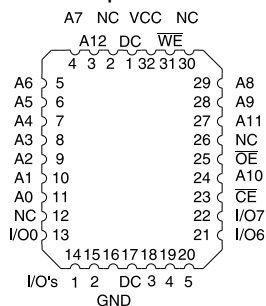 A7 NC VCC NC
A12 DC WE
4 3 2 1 32 31 30
A6 5 29 A8
A5 6 28 A9
A4 7 27 A11
A3 8 26 NC
A2 9 25 OE
A1 10 24 A10
A0 11 23 CE
NC 12 22 I/O7
I/O0 13 21 I/O6
14 15 16 17 18 19 20
I/O's 1 2 DC 3 4 5
GND